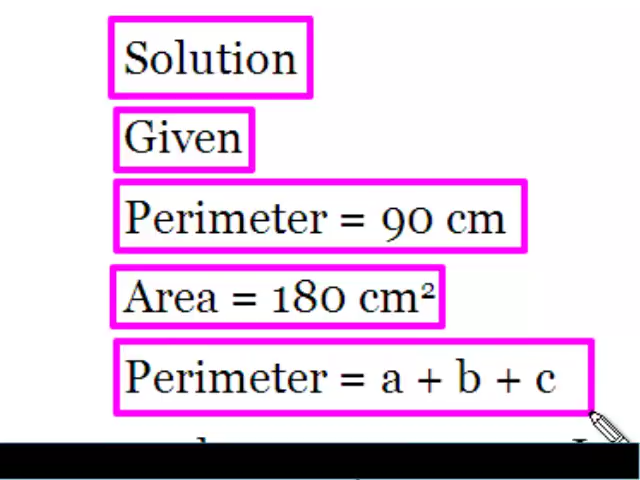 Solution
Given
Perimeter = 90 cm
Area = 180 cm²
Perimeter = a + b + c